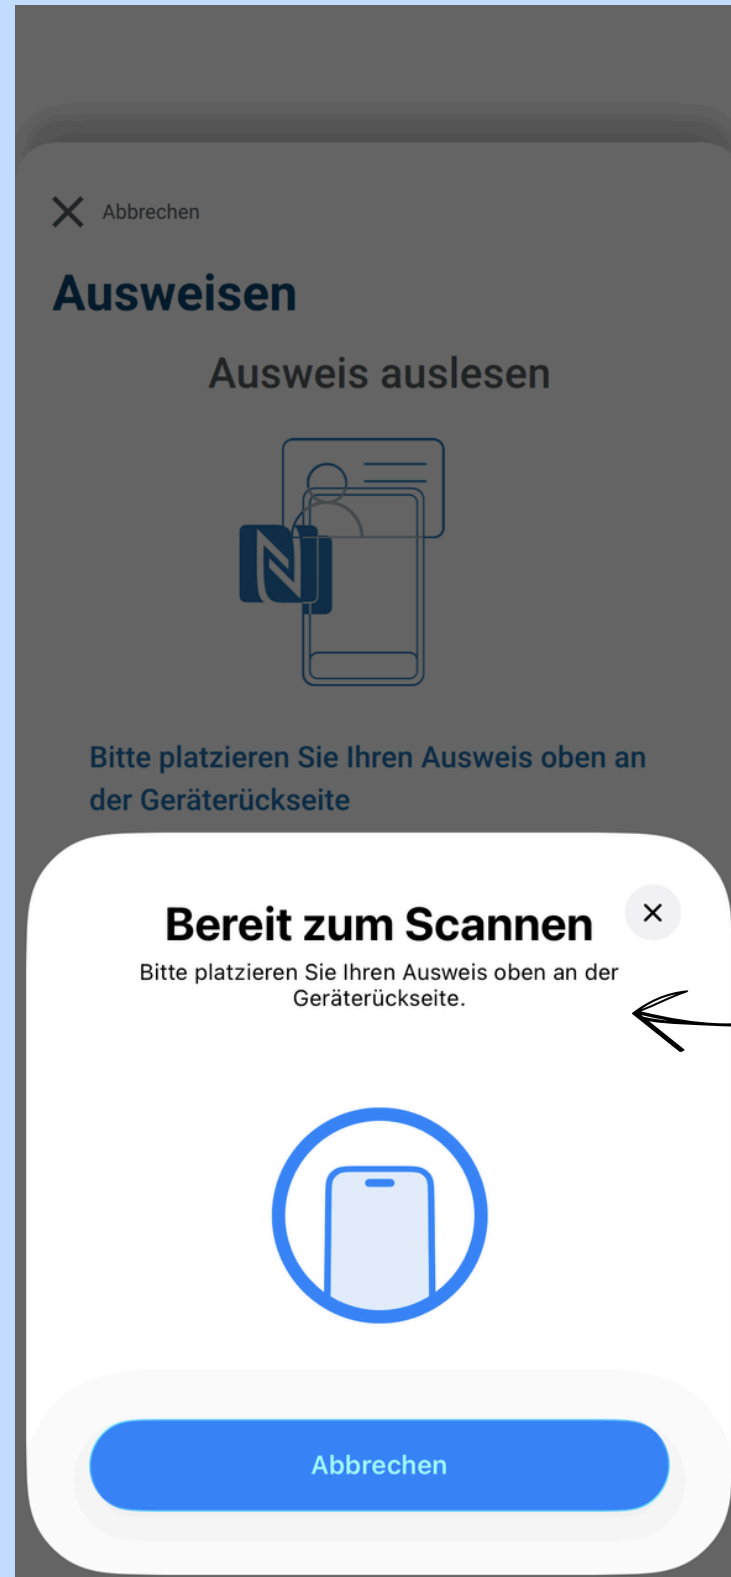 Abbrechen
Ausweisen
Ausweis auslesen
Bitte platzieren Sie Ihren Ausweis oben an
der Geräterückseite
Bereit zum Scannen
Bitte platzieren Sie Ihren Ausweis oben an der
Geräterückseite.
Abbrechen